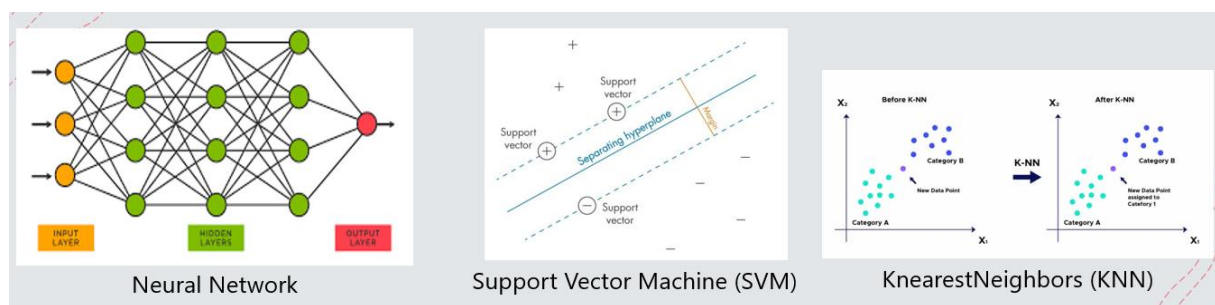 INPUT
LAYER
HIDDEN
LAYERS
OUTPUT
LAYER
Neural Network
Support
vector
Support
vector
Separating hyperplane
Margin
Support
vector
Support Vector Machine (SVM)
X₂
Before K-NN
Category B
New Data Point
Category A
X₁
K-NN
X₂
After K-NN
Category B
New Data Point
assigned to
Catefory 1
Category A
X₁
KnearestNeighbors (KNN)